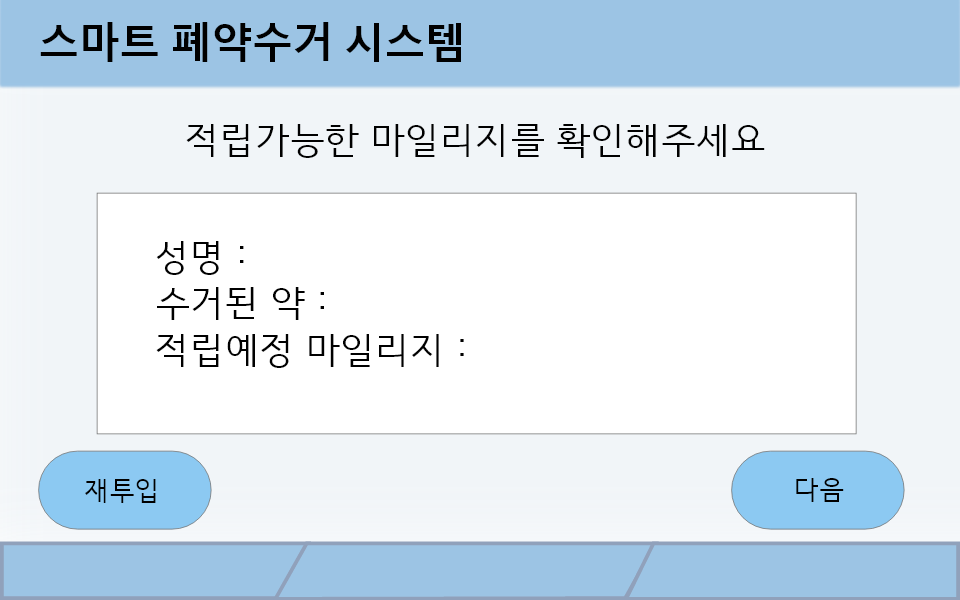 스마트 폐약수거 시스템
적립가능한 마일리지를 확인해주세요
성명 :
수거된 약 :
적립예정 마일리지 :
재투입
다음